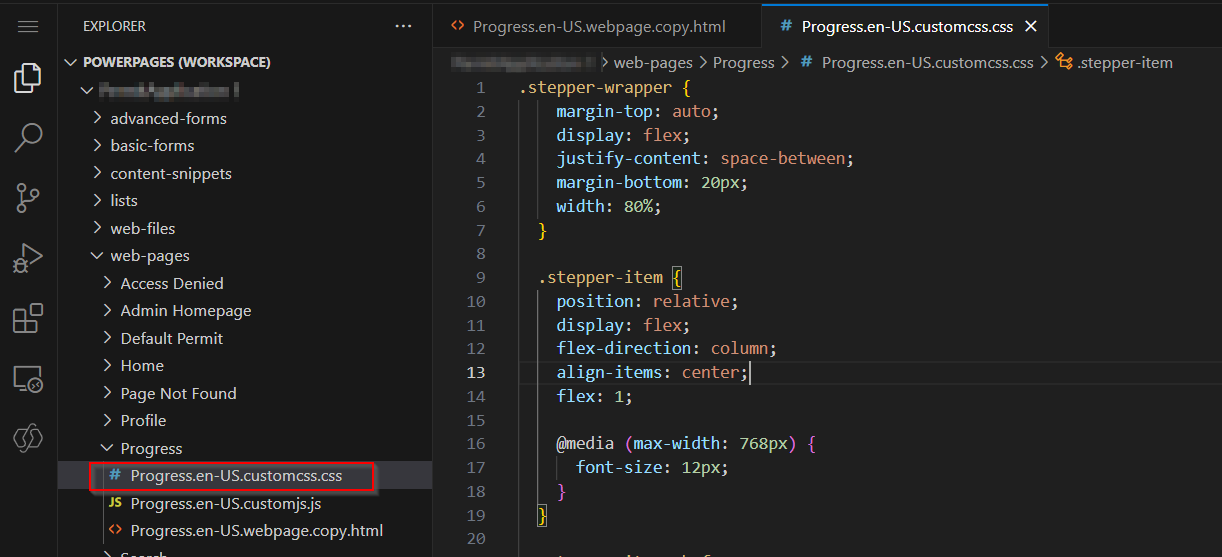 EXPLORER
···
POWERPAGES (WORKSPACE)
advanced-forms
basic-forms
content-snippets
lists
web-files
web-pages
Access Denied
Admin Homepage
Default Permit
Home
Page Not Found
Profile
Progress
# Progress.en-US.customcss.css
JS Progress.en-US.customjs.js
<> Progress.en-US.webpage.copy.html
Search
<> Progress.en-US.webpage.copy.html
# Progress.en-US.customcss.css ×
> web-pages > Progress > # Progress.en-US.customcss.css > .stepper-item
1 .stepper-wrapper {
2 margin-top: auto;
3 display: flex;
4 justify-content: space-between;
5 margin-bottom: 20px;
6 width: 80%;
7 }
8
9 .stepper-item {
10 position: relative;
11 display: flex;
12 flex-direction: column;
13 align-items: center;
14 flex: 1;
15
16 @media (max-width: 768px) {
17 font-size: 12px;
18 }
19 }
20